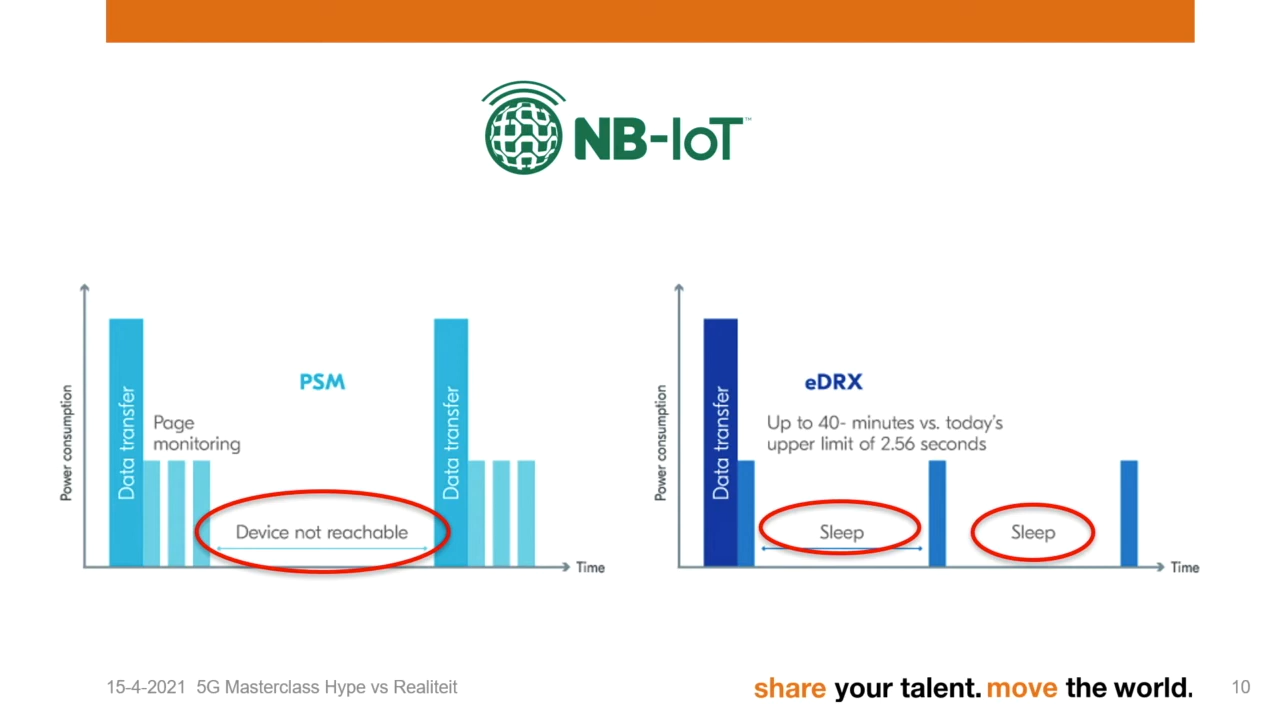 NB-IoT™
Power consumption
Data transfer
Page
monitoring
PSM
Device not reachable
Data transfer
Time
Power consumption
Data transfer
eDRX
Up to 40- minutes vs. today's
upper limit of 2.56 seconds
Sleep
Sleep
Time
15-4-2021 5G Masterclass Hype vs Realiteit
share your talent. move the world.
10